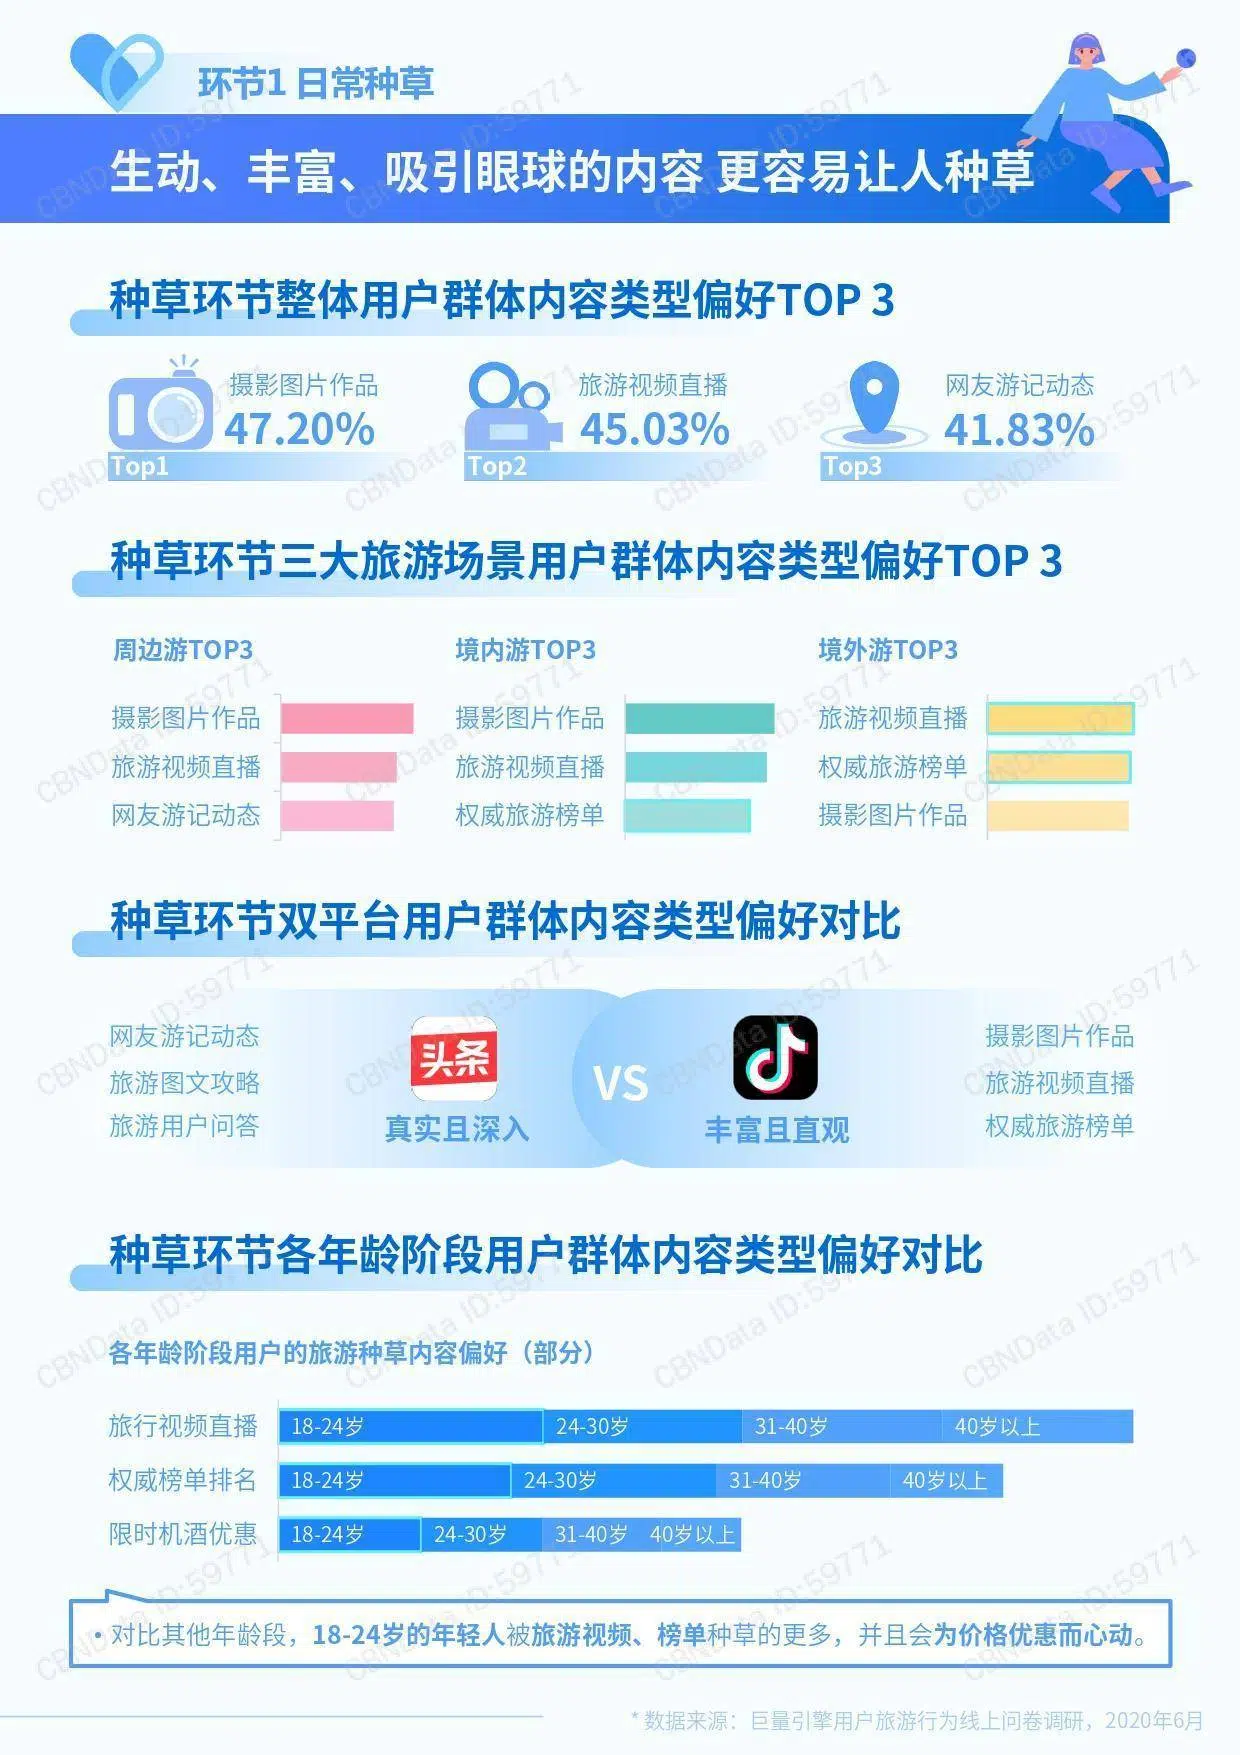 环节1 日常种草
生动、丰富、吸引眼球的内容 更容易让人种草
种草环节整体用户群体内容类型偏好TOP 3
摄影图片作品
47.20%
Top1
旅游视频直播
45.03%
Top2
网友游记动态
41.83%
Top3
种草环节三大旅游场景用户群体内容类型偏好TOP 3
周边游TOP3
摄影图片作品
旅游视频直播
网友游记动态
境内游TOP3
摄影图片作品
旅游视频直播
权威旅游榜单
境外游TOP3
旅游视频直播
权威旅游榜单
摄影图片作品
种草环节双平台用户群体内容类型偏好对比
网友游记动态
旅游图文攻略
旅游用户问答
头条
真实且深入
VS
丰富且直观
摄影图片作品
旅游视频直播
权威旅游榜单
种草环节各年龄阶段用户群体内容类型偏好对比
各年龄阶段用户的旅游种草内容偏好（部分）
旅行视频直播 18-24岁 24-30岁 31-40岁 40岁以上
权威榜单排名 18-24岁 24-30岁 31-40岁 40岁以上
限时机酒优惠 18-24岁 24-30岁 31-40岁 40岁以上
• 对比其他年龄段，18-24岁的年轻人被旅游视频、榜单种草的更多，并且会为价格优惠而心动。
* 数据来源：巨量引擎用户旅游行为线上问卷调研，2020年6月
CBNData ID:59771